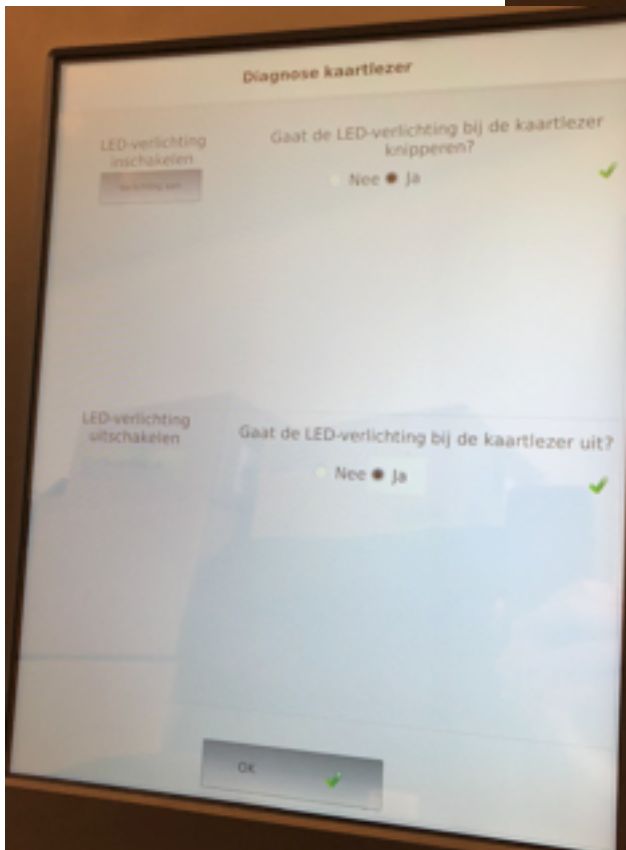 Diagnose kaartlezer
LED-verlichting
inschakelen
Gaat de LED-verlichting bij de kaartlezer
knipperen?
Nee Ja
LED-verlichting
uitschakelen
Gaat de LED-verlichting bij de kaartlezer uit?
Nee Ja
OK